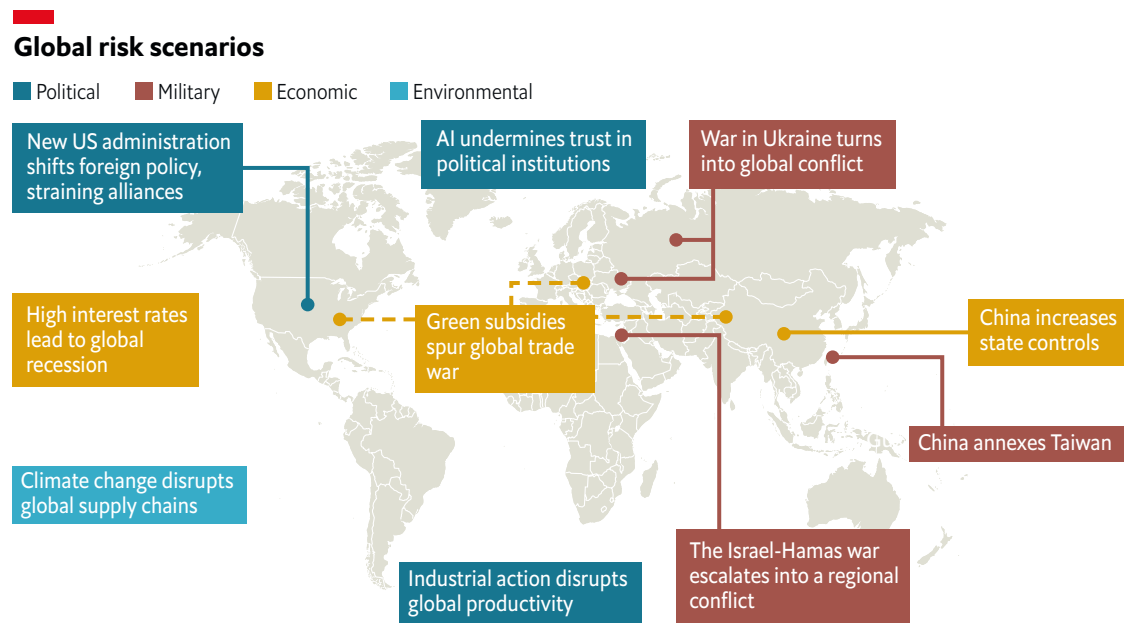 Global risk scenarios
Political
Military
Economic
Environmental
New US administration
shifts foreign policy,
straining alliances
AI undermines trust in
political institutions
War in Ukraine turns
into global conflict
High interest rates
lead to global
recession
Green subsidies
spur global trade
war
China increases
state controls
China annexes Taiwan
Climate change disrupts
global supply chains
Industrial action disrupts
global productivity
The Israel-Hamas war
escalates into a regional
conflict